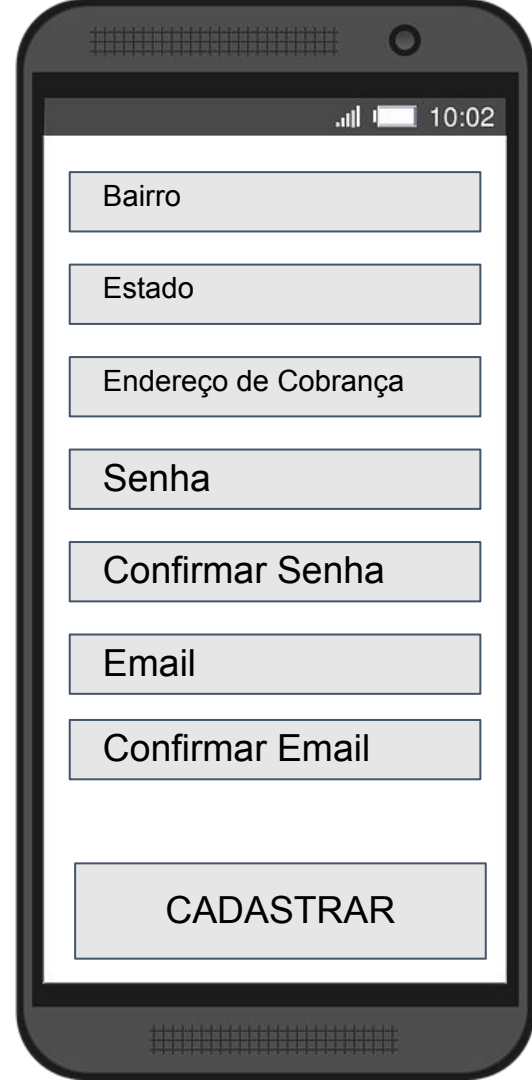 10:02
Bairro
Estado
Endereço de Cobrança
Senha
Confirmar Senha
Email
Confirmar Email
CADASTRAR